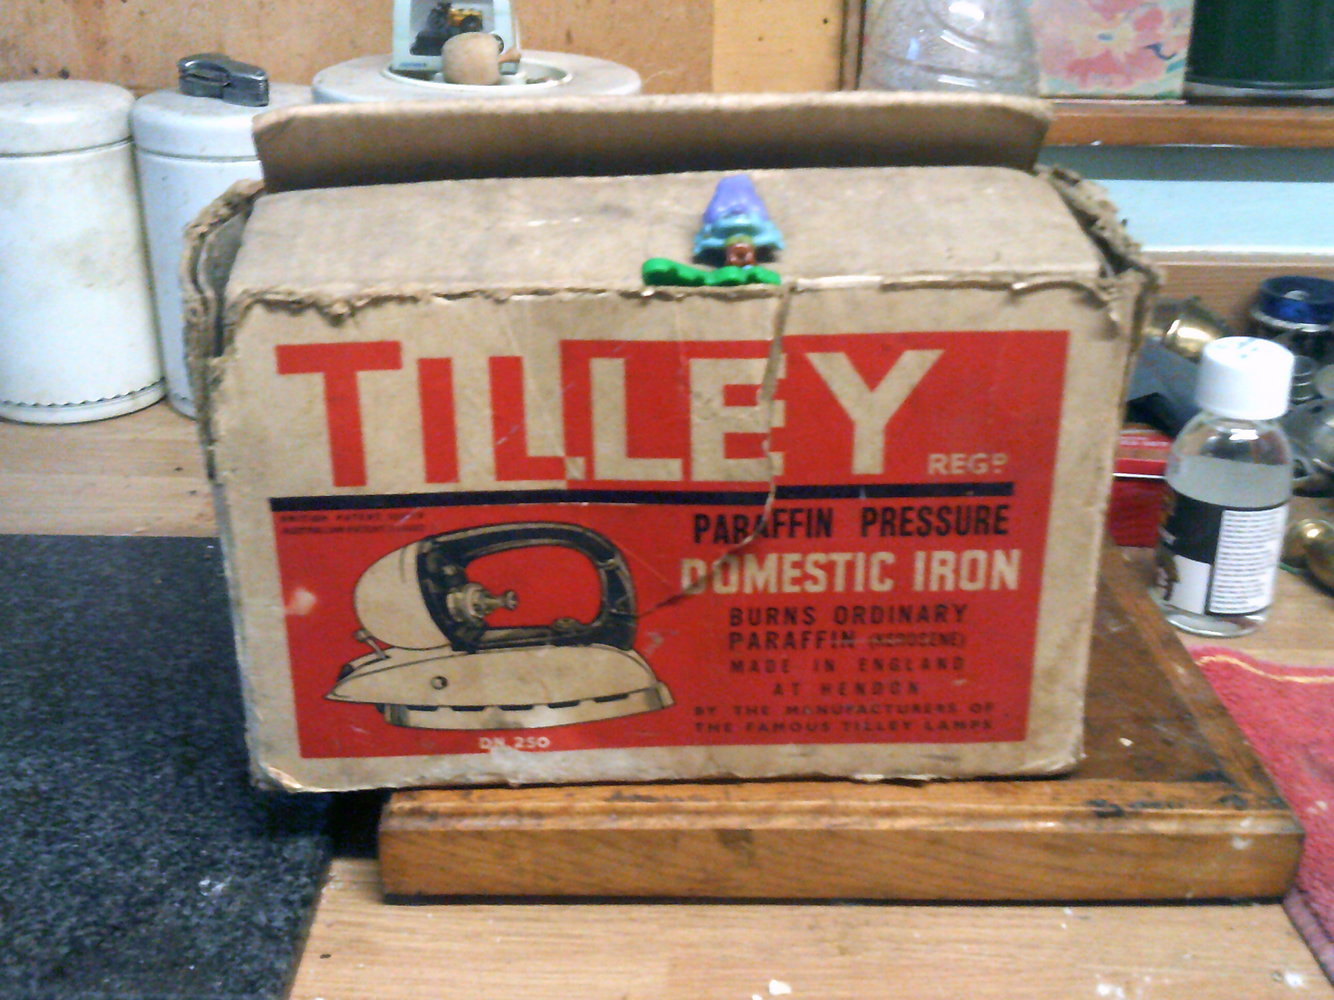 TILLEY
REGD
PARAFFIN PRESSURE
DOMESTIC IRON
BURNS ORDINARY
PARAFFIN (KEROCENE)
MADE IN ENGLAND
AT HENDON
BY THE MANUFACTURERS OF
THE FAMOUS TILLEY LAMPS
DN 250